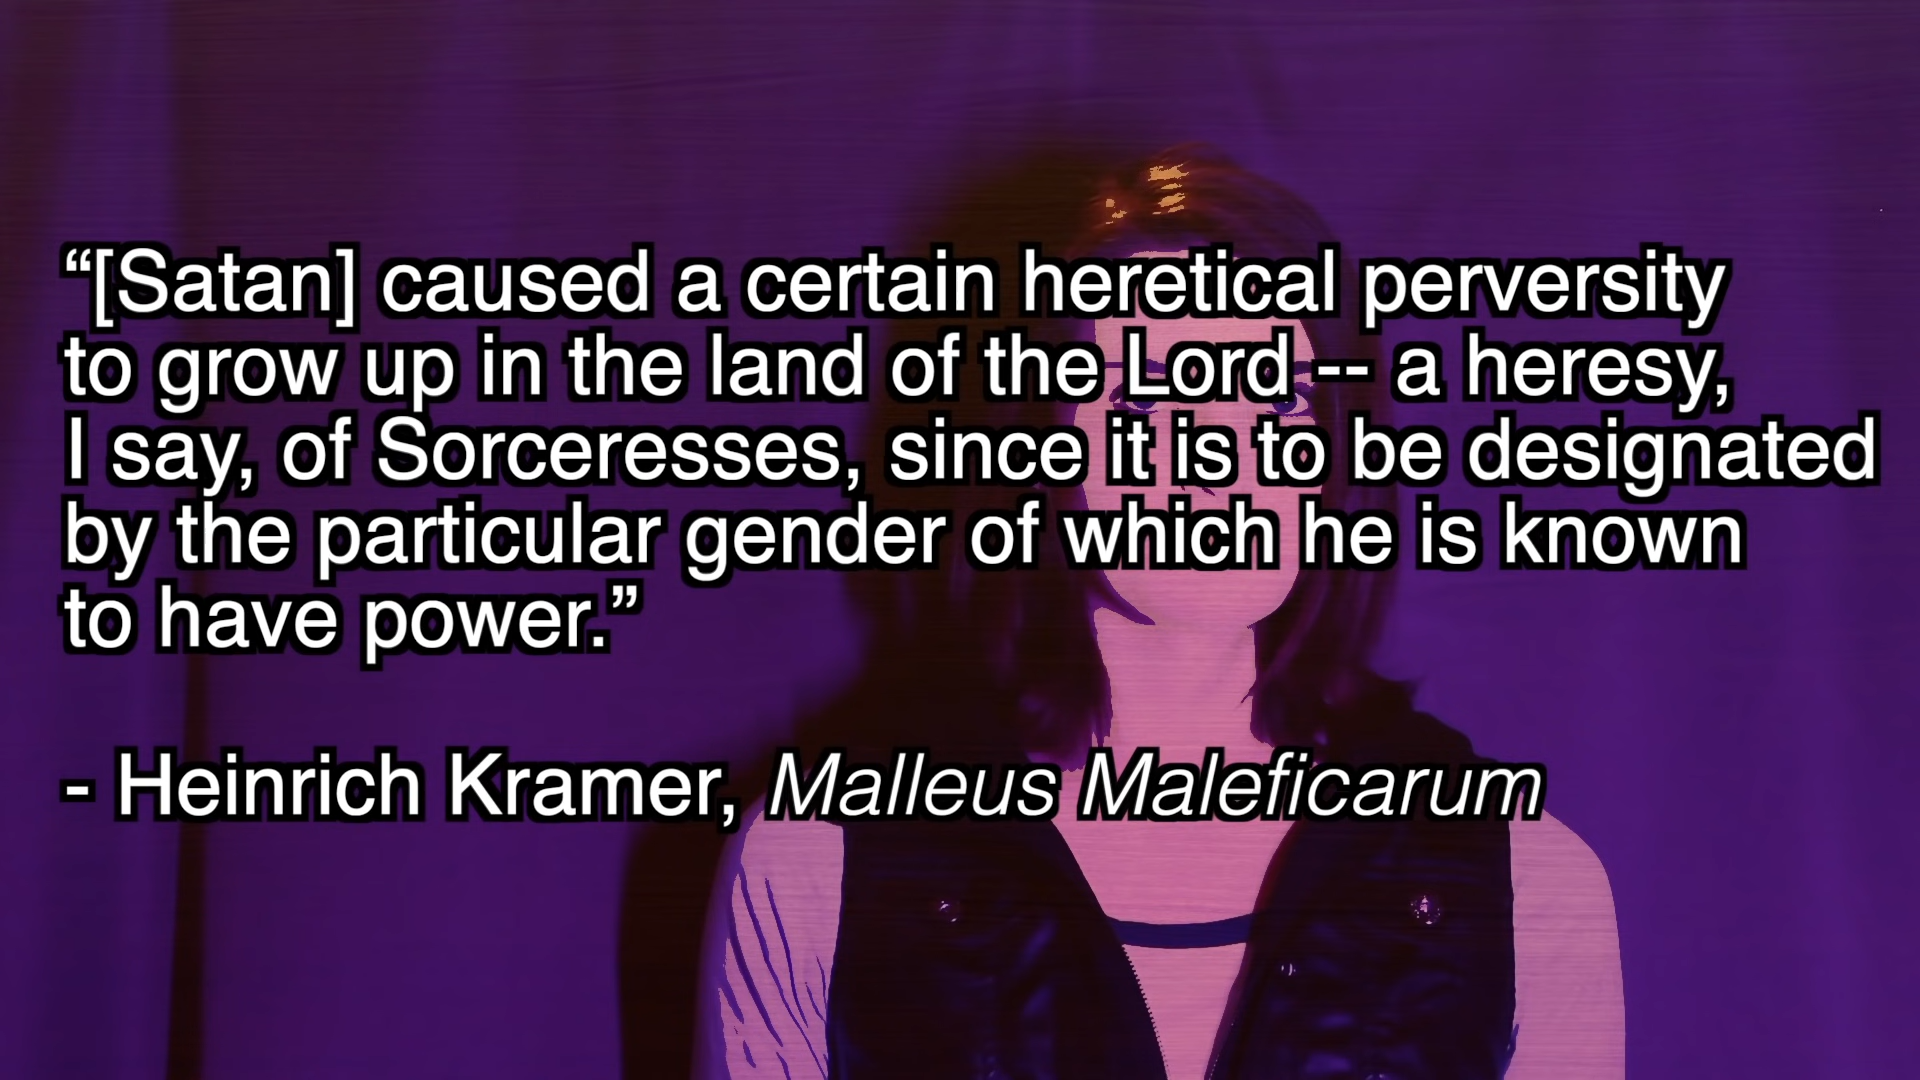 “[Satan] caused a certain heretical perversity
to grow up in the land of the Lord -- a heresy,
I say, of Sorceresses, since it is to be designated
by the particular gender of which he is known
to have power.”
- Heinrich Kramer, Malleus Maleficarum